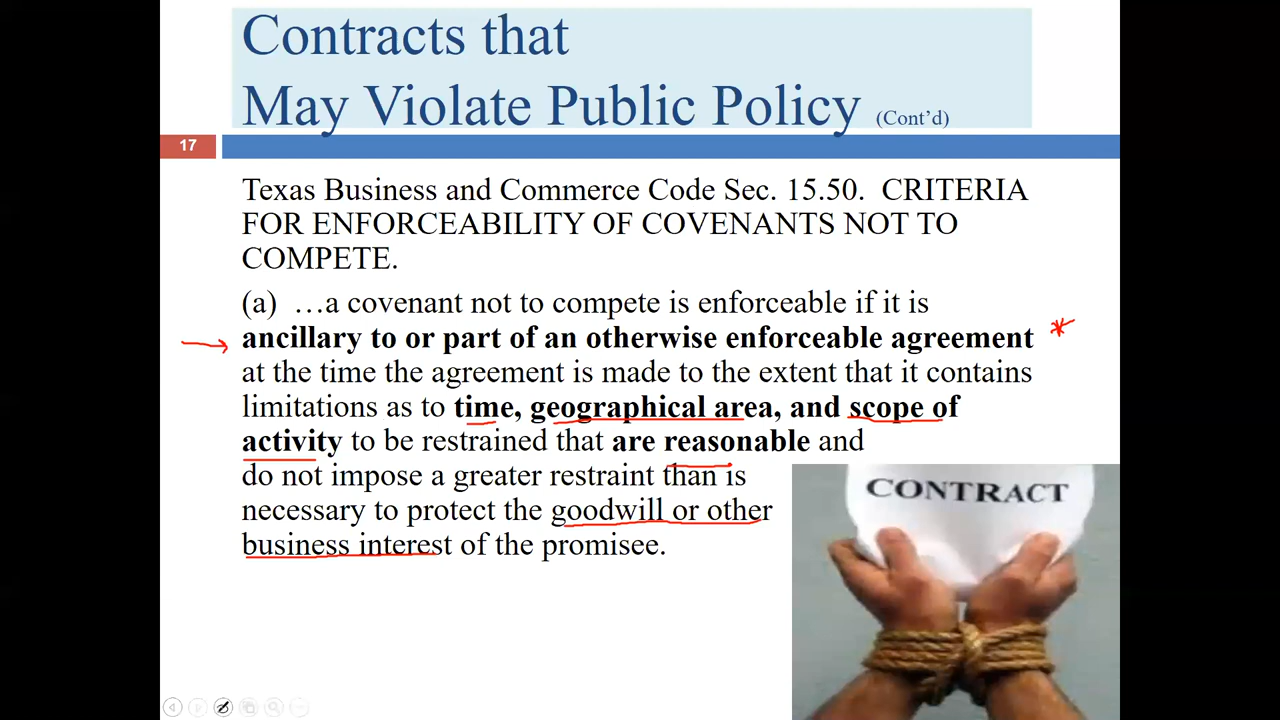 Contracts that
May Violate Public Policy (Cont’d)
17
Texas Business and Commerce Code Sec. 15.50.  CRITERIA
FOR ENFORCEABILITY OF COVENANTS NOT TO
COMPETE.
(a)  …a covenant not to compete is enforceable if it is
ancillary to or part of an otherwise enforceable agreement
at the time the agreement is made to the extent that it contains
limitations as to time, geographical area, and scope of
activity to be restrained that are reasonable and
do not impose a greater restraint than is
necessary to protect the goodwill or other
business interest of the promisee.
CONTRACT